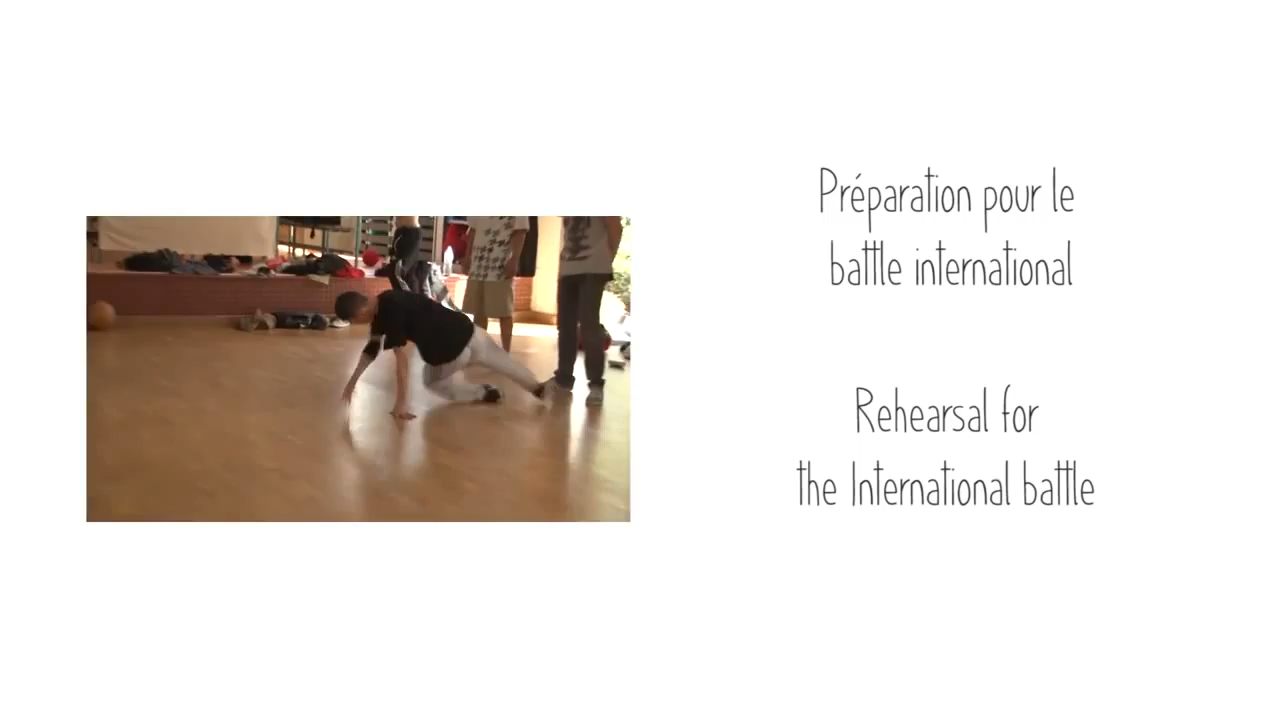 Préparation pour le
battle international
Rehearsal for
the International battle